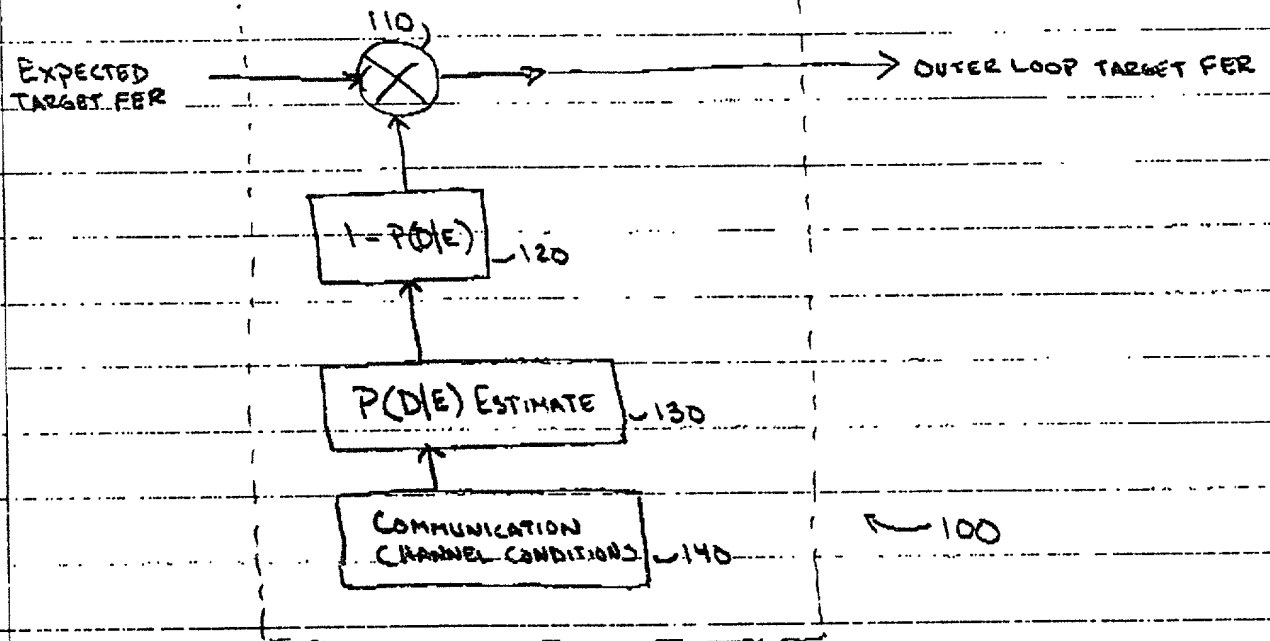 110
EXPECTED
TARGET FER
OUTER LOOP TARGET FER
1 - P(D|E)
120
P(D|E) ESTIMATE
130
COMMUNICATION
CHANNEL CONDITIONS
140
100